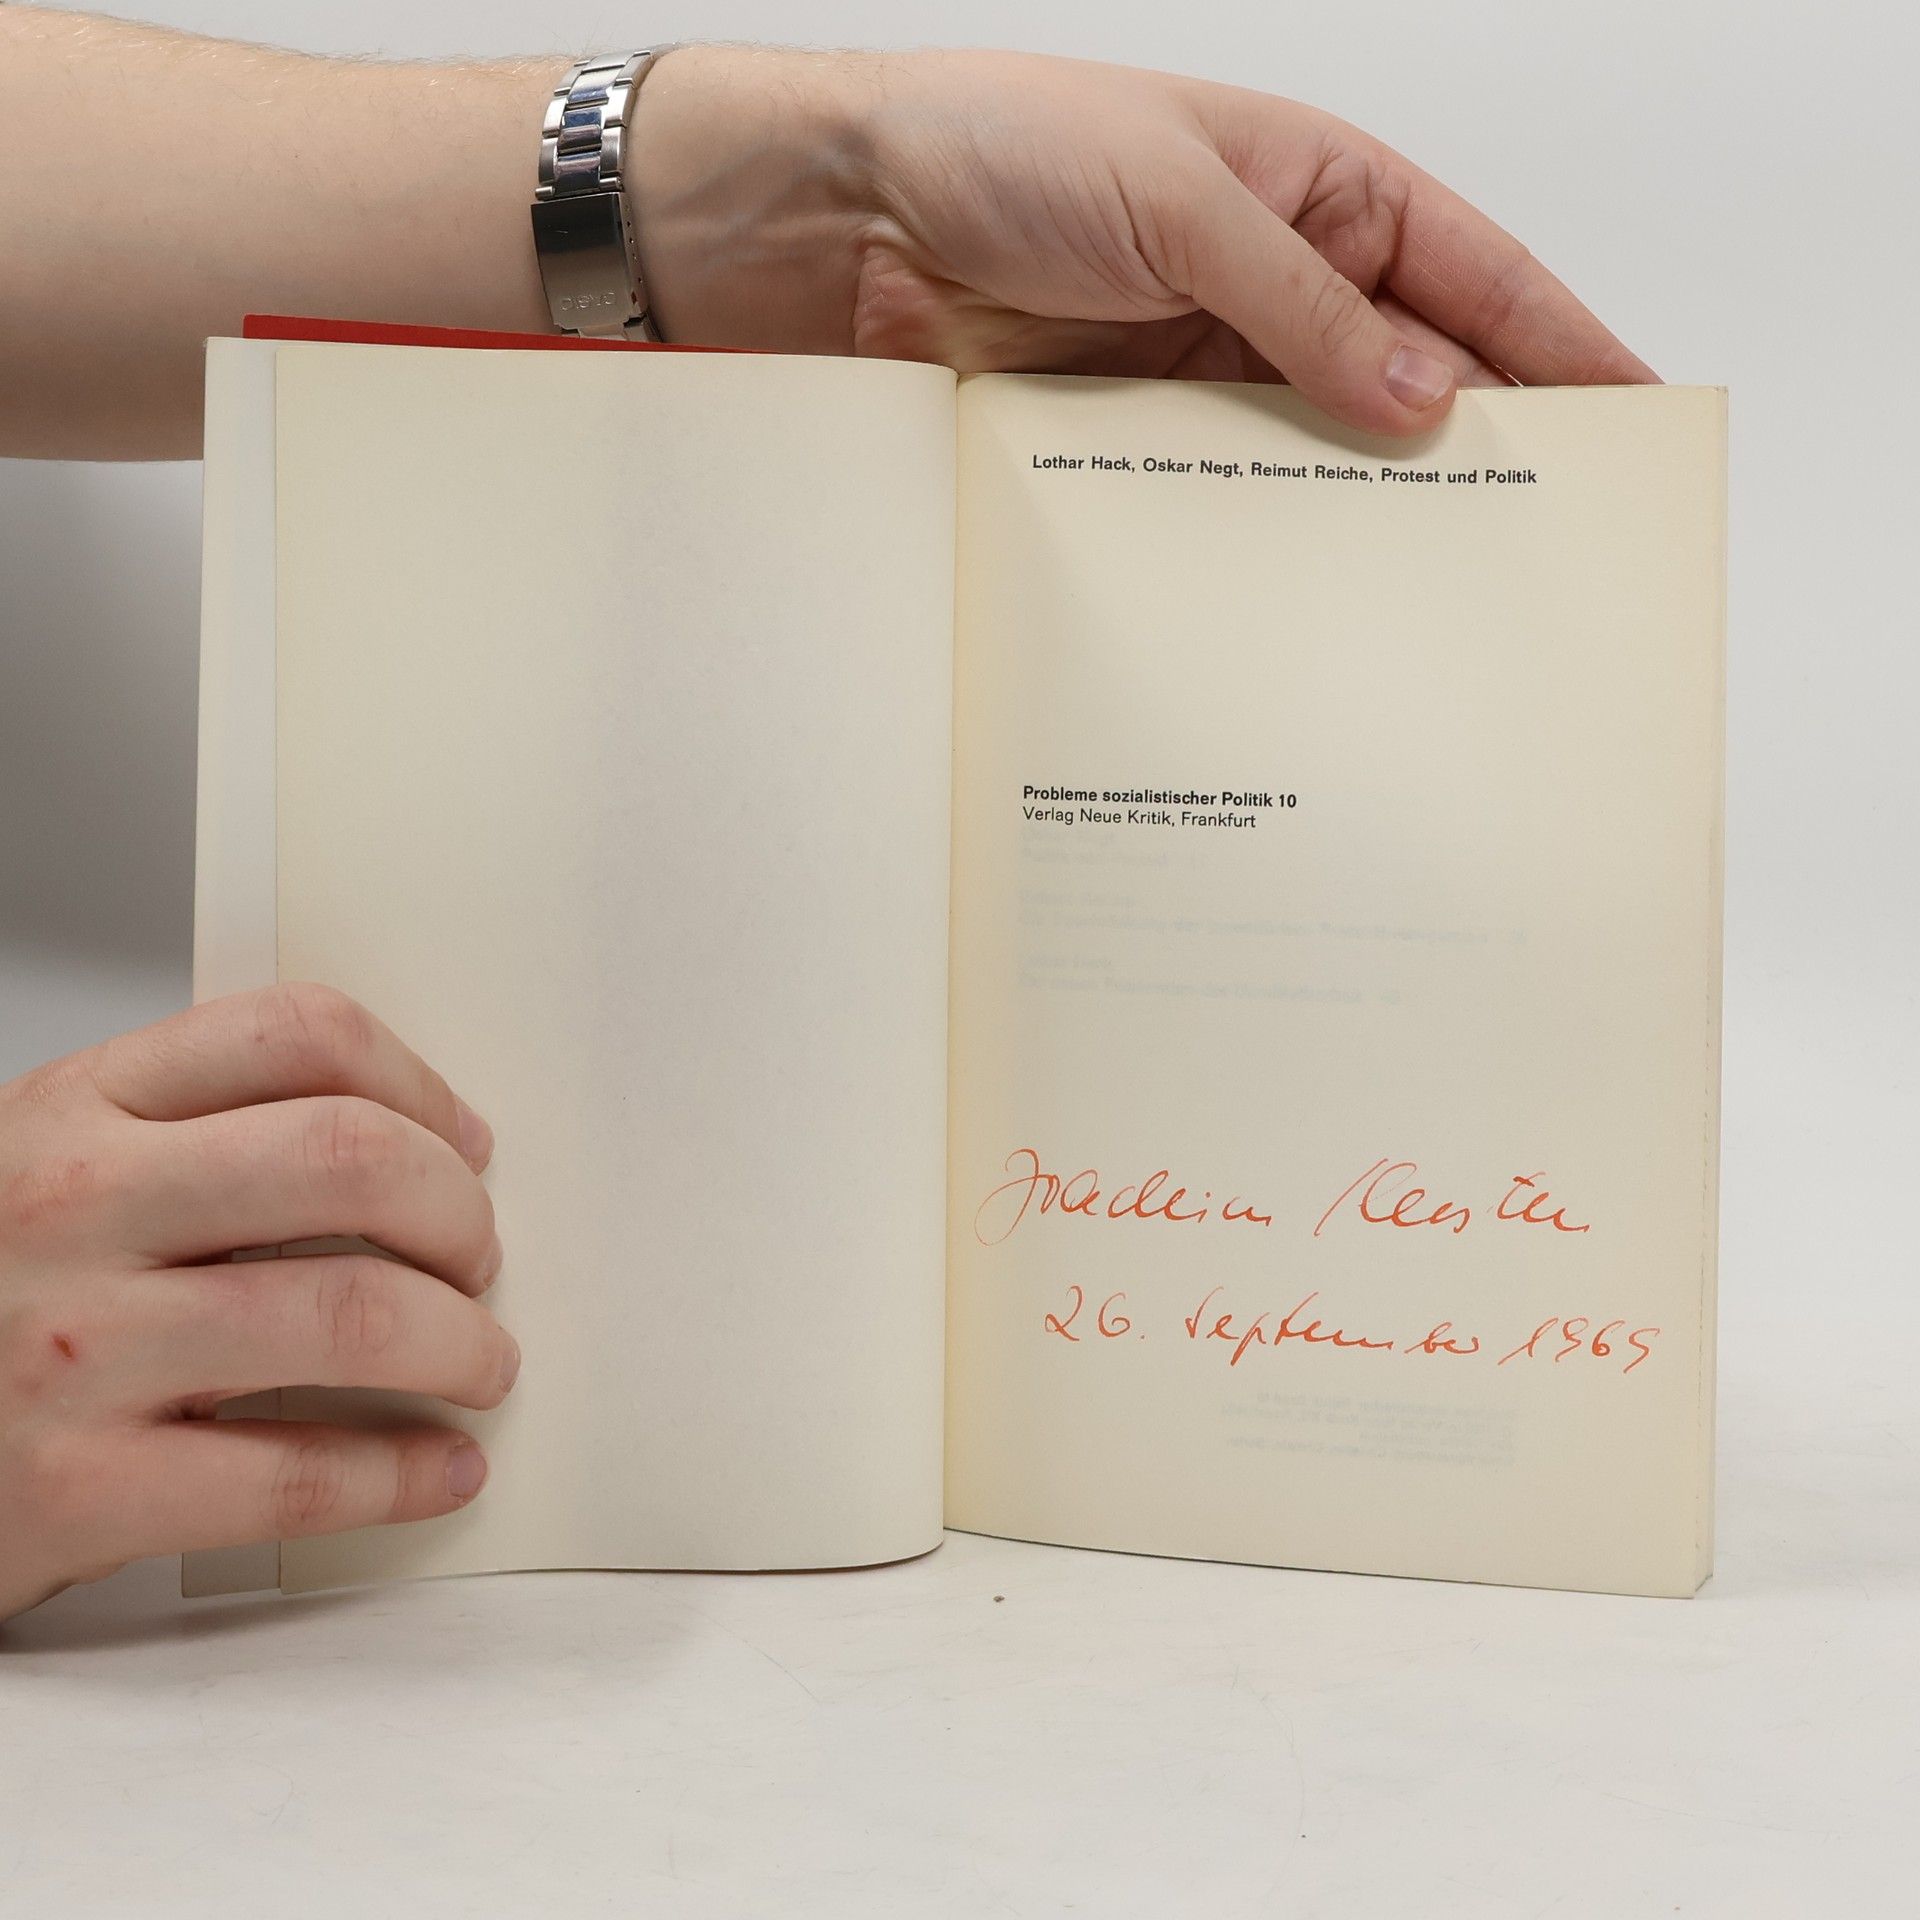 Lothar Hack, Oskar Negt, Reimut Reiche, Protest und Politik
Probleme sozialistischer Politik 10
Verlag Neue Kritik, Frankfurt
Joachim
26. September 1969
CASIO